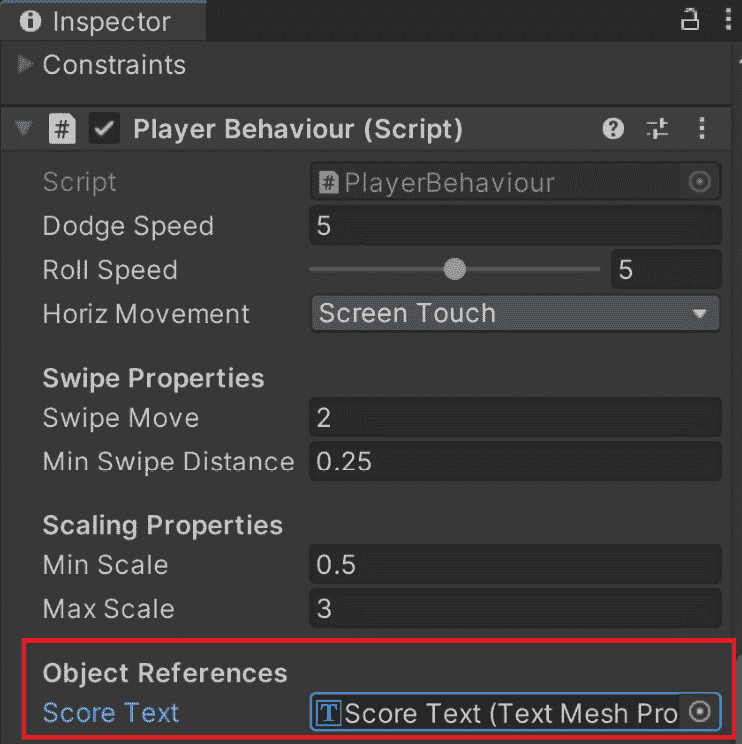 Inspector
Constraints
# Player Behaviour (Script)
Script # PlayerBehaviour
Dodge Speed 5
Roll Speed 5
Horiz Movement Screen Touch
Swipe Properties
Swipe Move 2
Min Swipe Distance 0.25
Scaling Properties
Min Scale 0.5
Max Scale 3
Object References
Score Text T Score Text (Text Mesh Pro